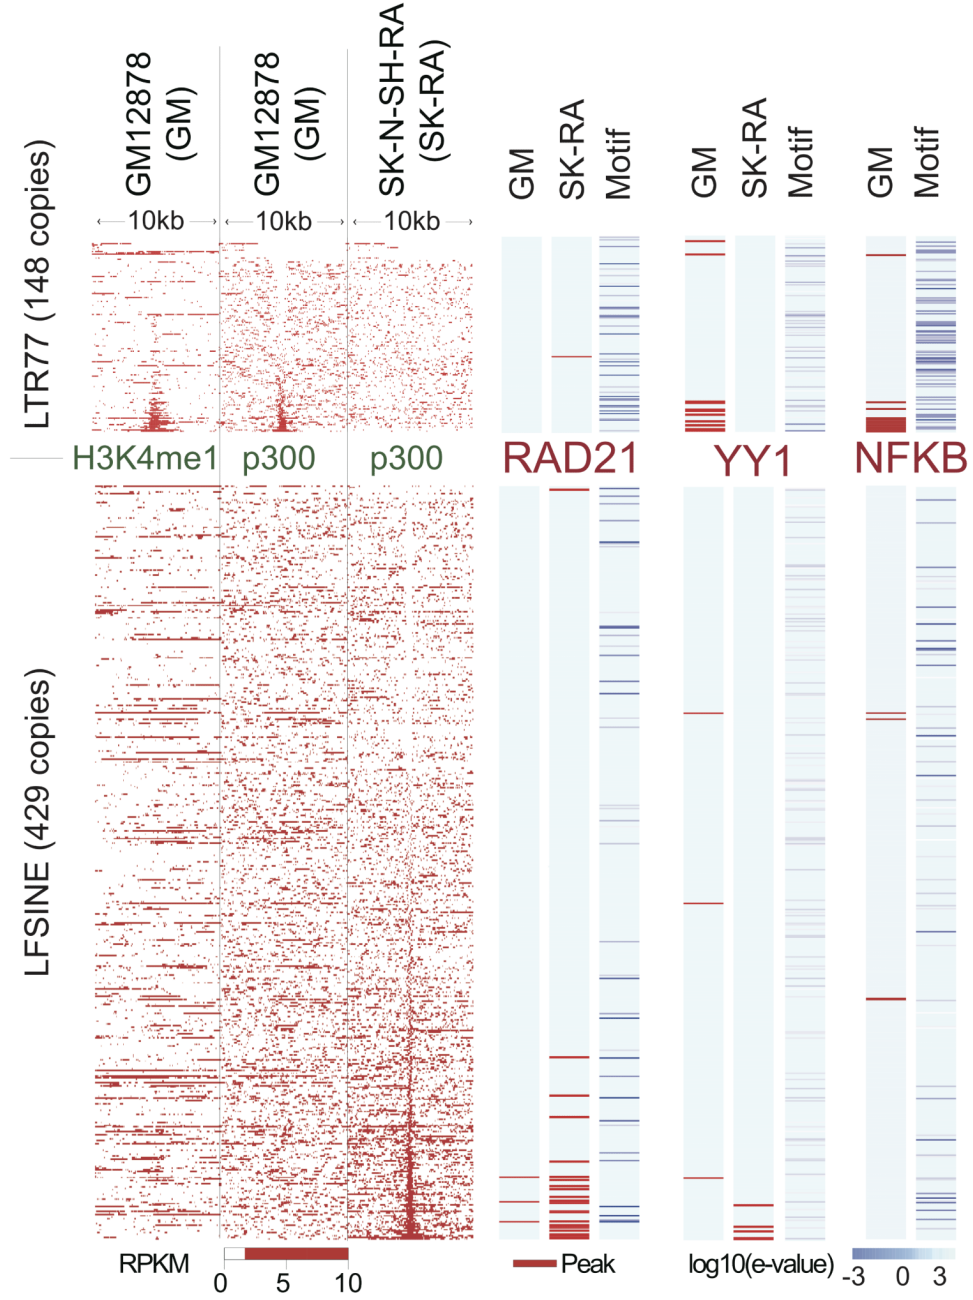 GM12878
(GM)
GM12878
(GM)
SK-N-SH-RA
(SK-RA)
GM
SK-RA
Motif
GM
SK-RA
Motif
GM
Motif
10kb
10kb
10kb
LTR77 (148 copies)
H3K4me1
p300
p300
RAD21
YY1
NFKB
LFSINE (429 copies)
RPKM
0
5
10
Peak
log10(e-value)
-3
0
3